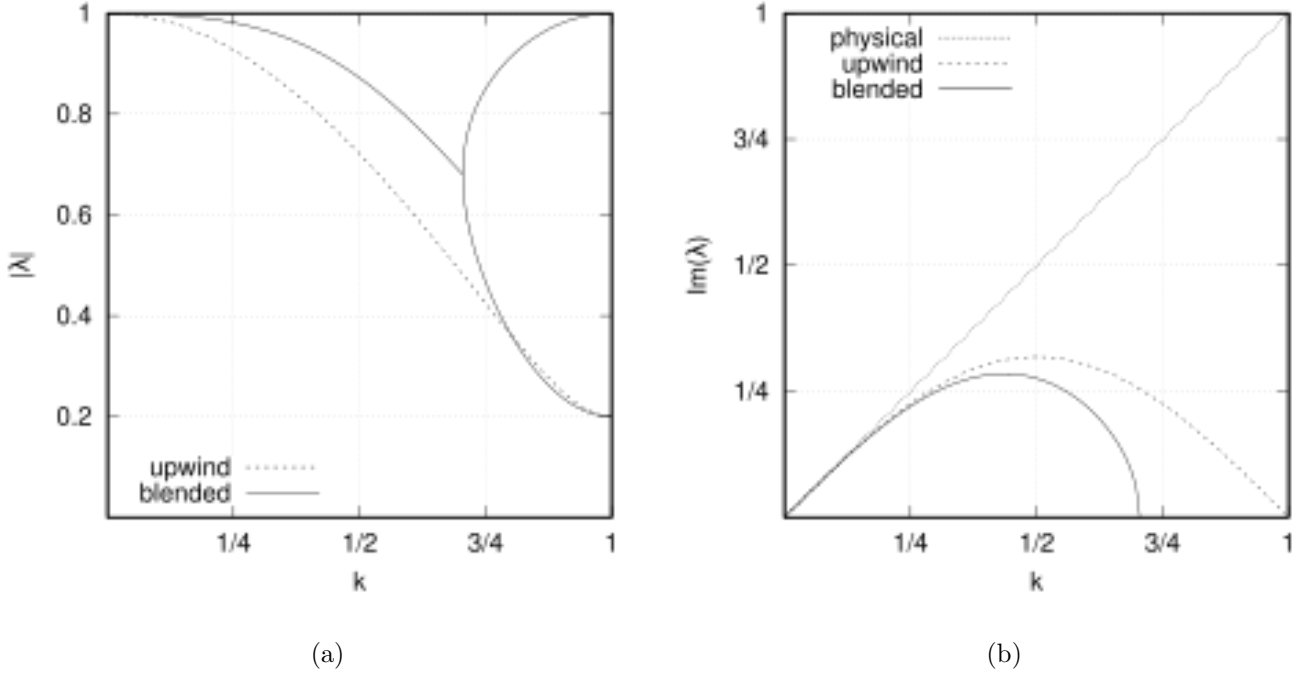 1
0.8
0.6
0.4
0.2
|λ|
upwind
blended
1/4
1/2
3/4
1
k
(a)
1
3/4
1/2
1/4
Im(λ)
physical
upwind
blended
1/4
1/2
3/4
1
k
(b)